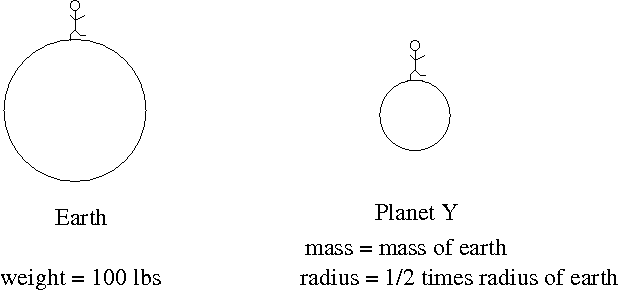 Earth
weight = 100 lbs
Planet Y
mass = mass of earth
radius = 1/2 times radius of earth